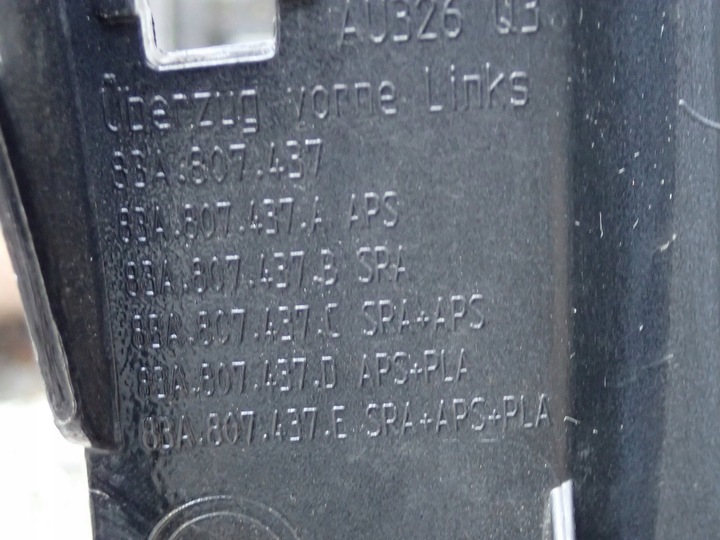 AU326 Q3
Überzug vorne Links
83A.807.437
83A.807.437.A APS
83A.807.437.B SRA
83A.807.437.C SRA+APS
83A.807.437.D APS+PLA
83A.807.437.E SRA+APS+PLA